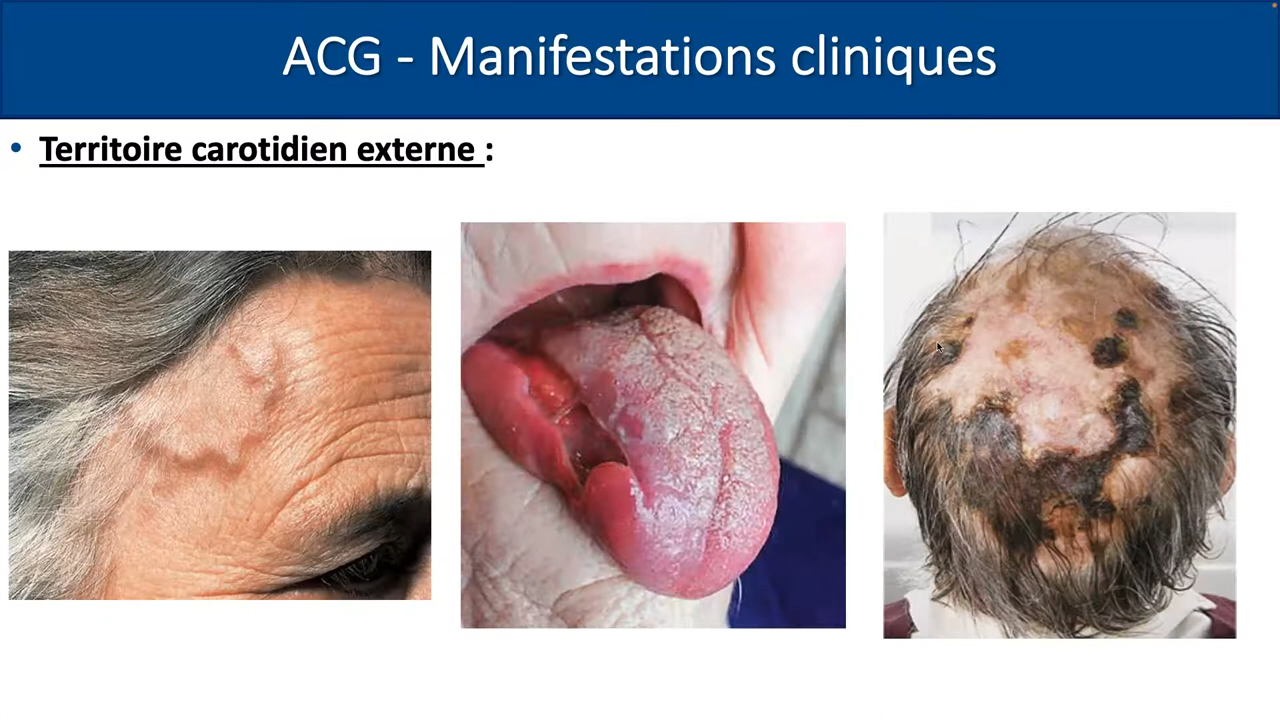 ACG - Manifestations cliniques
• Territoire carotidien externe :